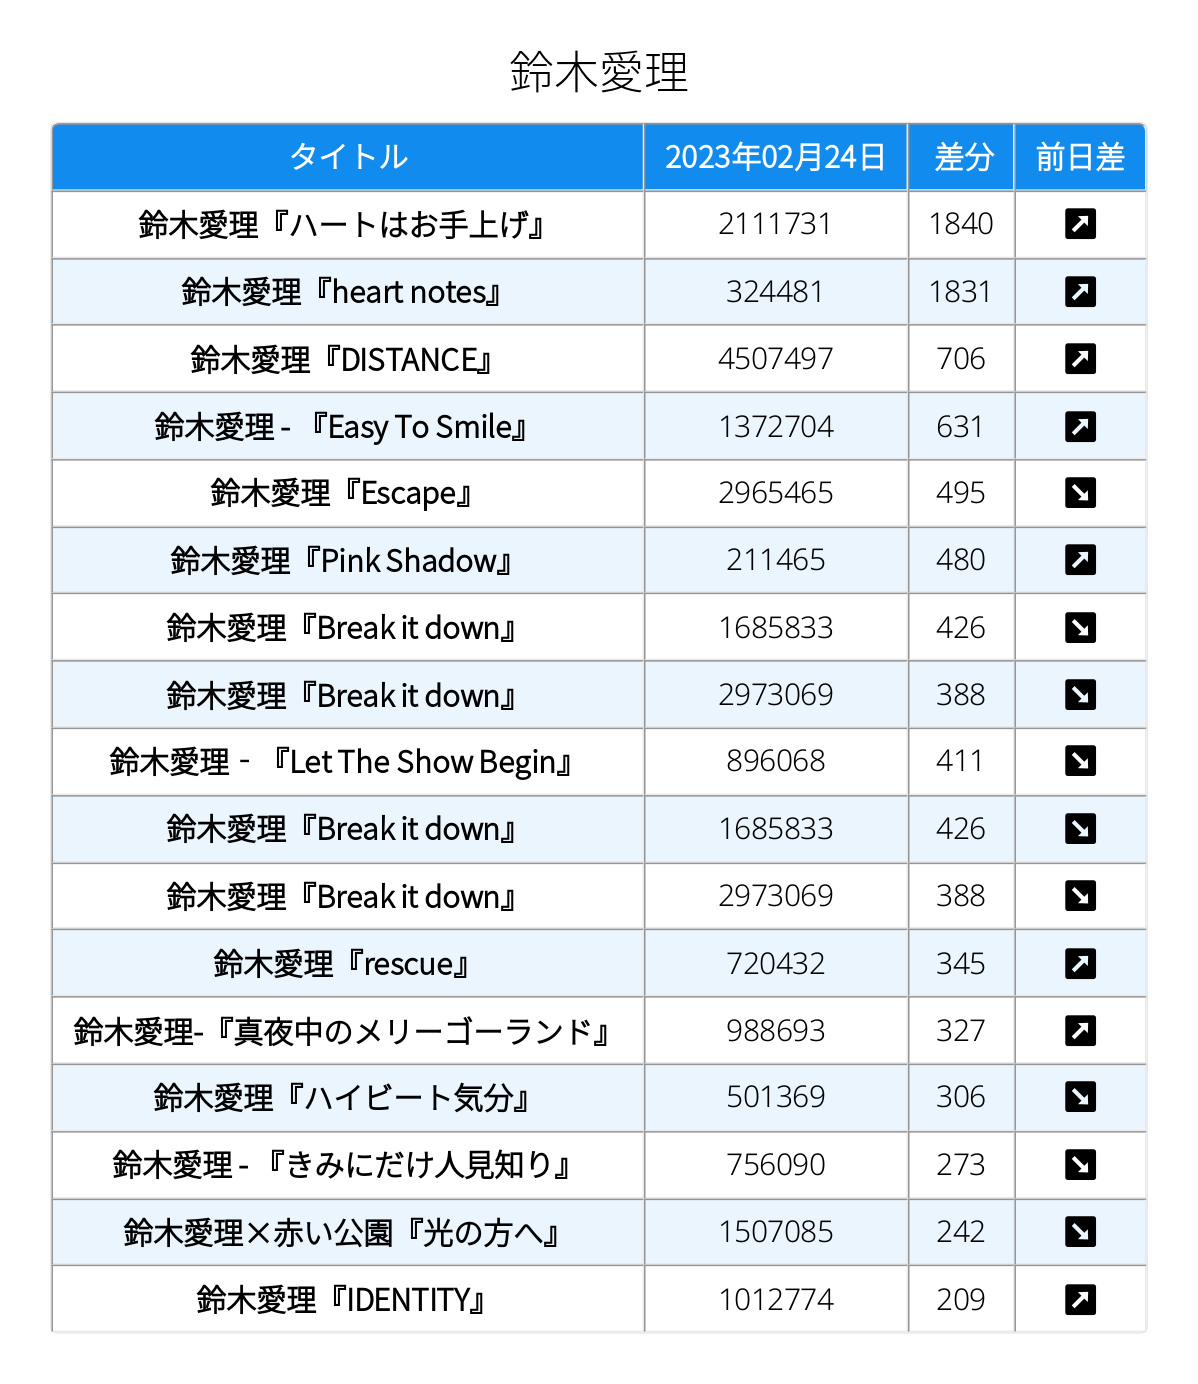 鈴木愛理
タイトル 2023年02月24日 差分 前日差
鈴木愛理『ハートはお手上げ』 2111731 1840
鈴木愛理『heart notes』 324481 1831
鈴木愛理『DISTANCE』 4507497 706
鈴木愛理 - 『Easy To Smile』 1372704 631
鈴木愛理『Escape』 2965465 495
鈴木愛理『Pink Shadow』 211465 480
鈴木愛理『Break it down』 1685833 426
鈴木愛理『Break it down』 2973069 388
鈴木愛理 - 『Let The Show Begin』 896068 411
鈴木愛理『Break it down』 1685833 426
鈴木愛理『Break it down』 2973069 388
鈴木愛理『rescue』 720432 345
鈴木愛理-『真夜中のメリーゴーランド』 988693 327
鈴木愛理『ハイビート気分』 501369 306
鈴木愛理 - 『きみにだけ人見知り』 756090 273
鈴木愛理×赤い公園『光の方へ』 1507085 242
鈴木愛理『IDENTITY』 1012774 209